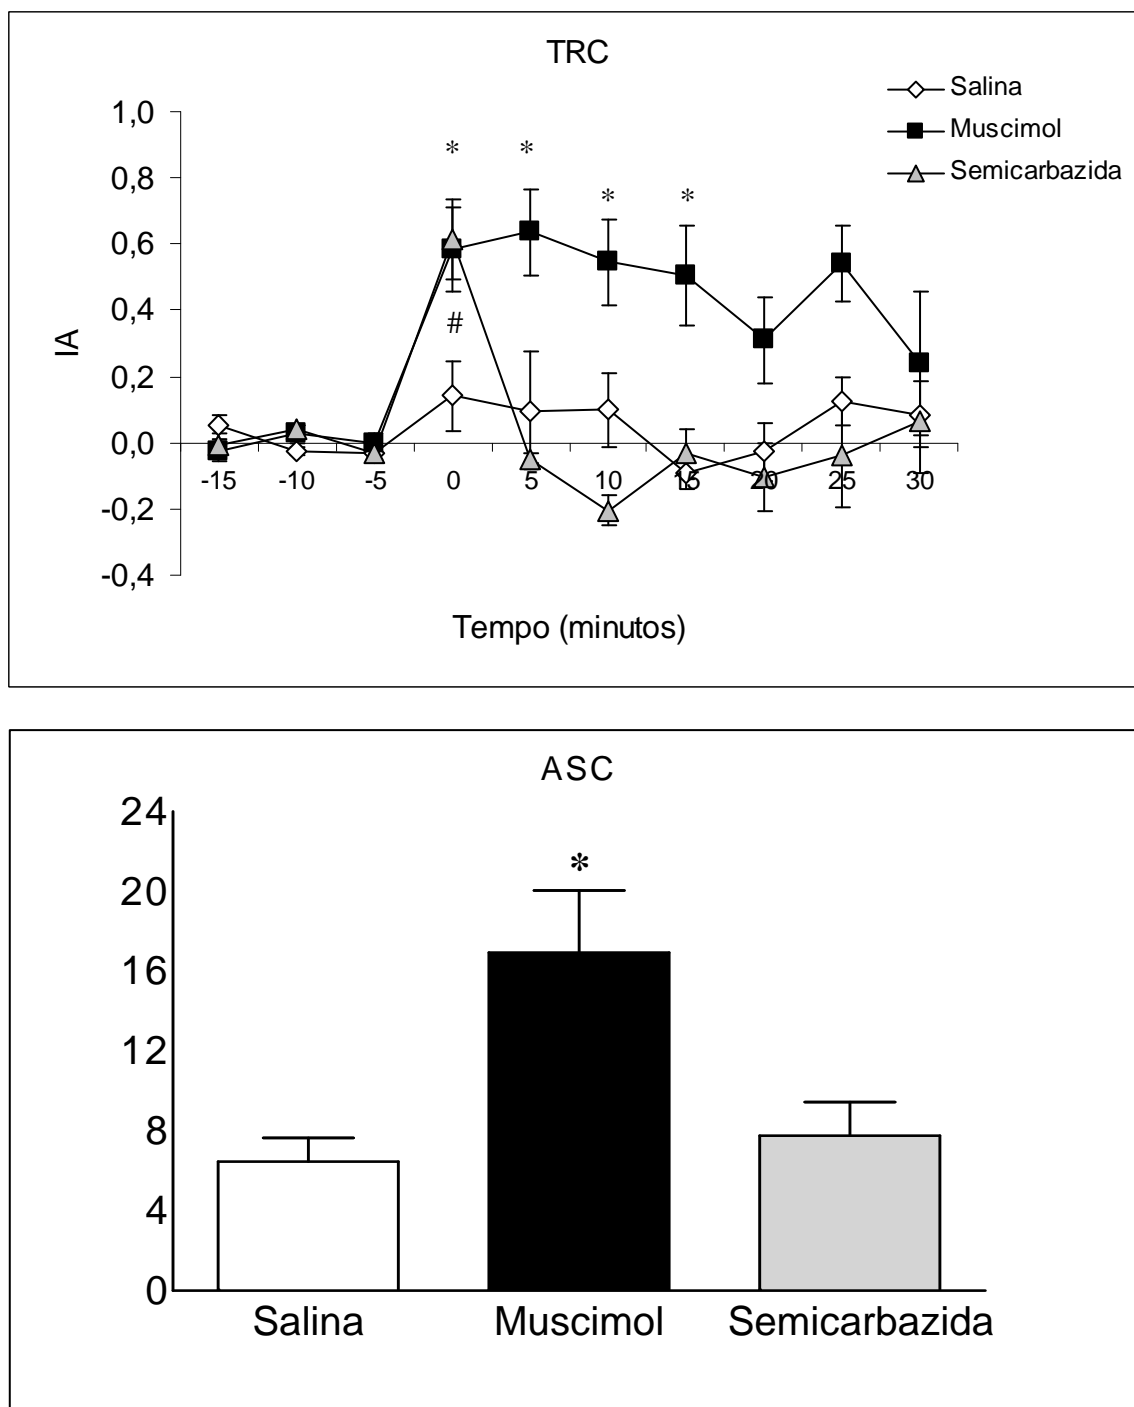 TRC
Salina
Muscimol
Semicarbazida
1,0
0,8
0,6
0,4
0,2
0,0
-0,2
-0,4
IA
* * * *
#
-15 -10 -5 0 5 10 15 20 25 30
Tempo (minutos)
ASC
24
20
16
12
8
4
0
*
Salina Muscimol Semicarbazida